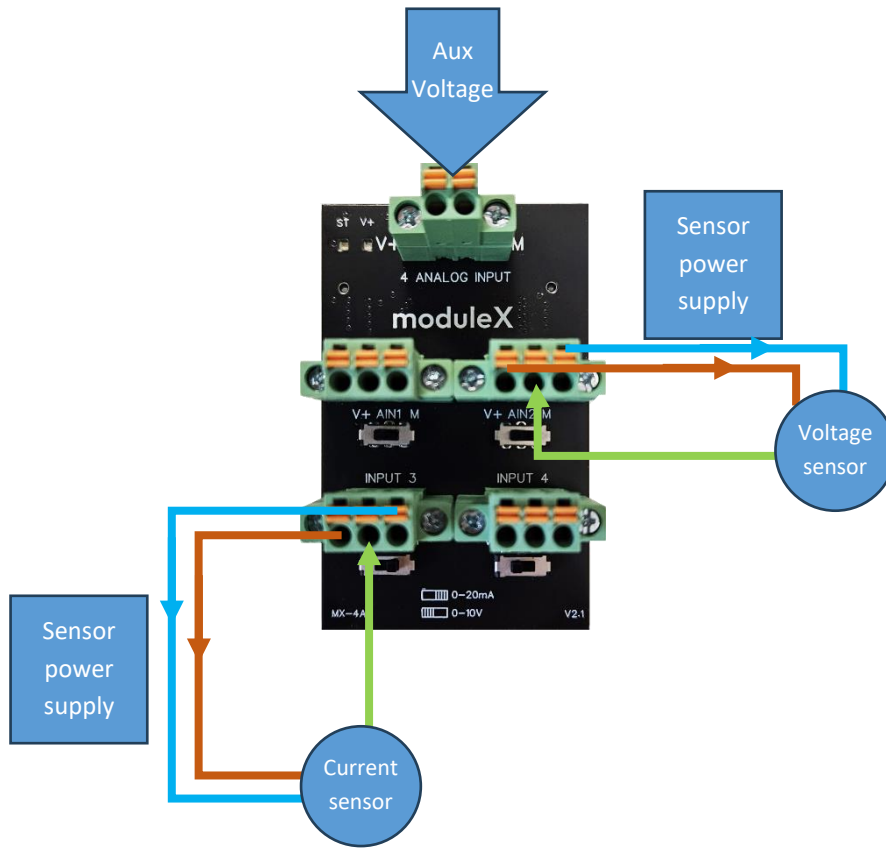 Aux
Voltage
ST V+
V+ M
4 ANALOG INPUT
moduleX
Sensor
power
supply
V+ AIN1 M
V+ AIN2 M
Voltage
sensor
INPUT 3
INPUT 4
0-20mA
0-10V
MX-4A
V2.1
Sensor
power
supply
Current
sensor